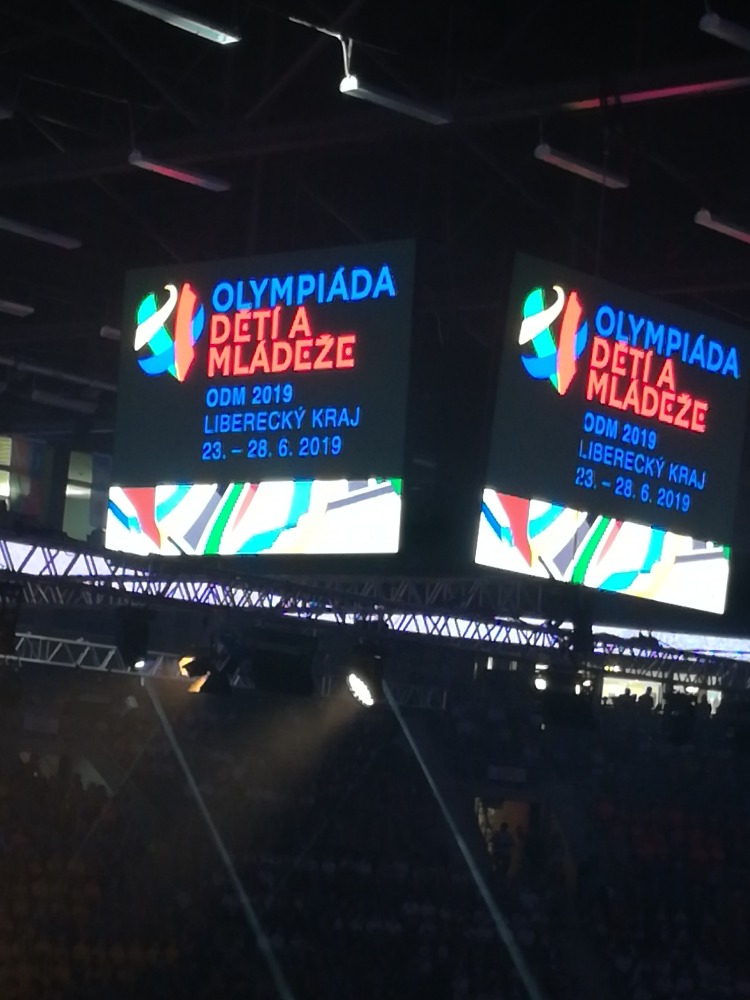 OLYMPIÁDA
DĚTÍ A
MLÁDEŽE
ODM 2019
LIBERECKÝ KRAJ
23. – 28. 6. 2019
OLYMPIÁDA
DĚTÍ A
MLÁDEŽE
ODM 2019
LIBERECKÝ KRAJ
23. – 28. 6. 2019